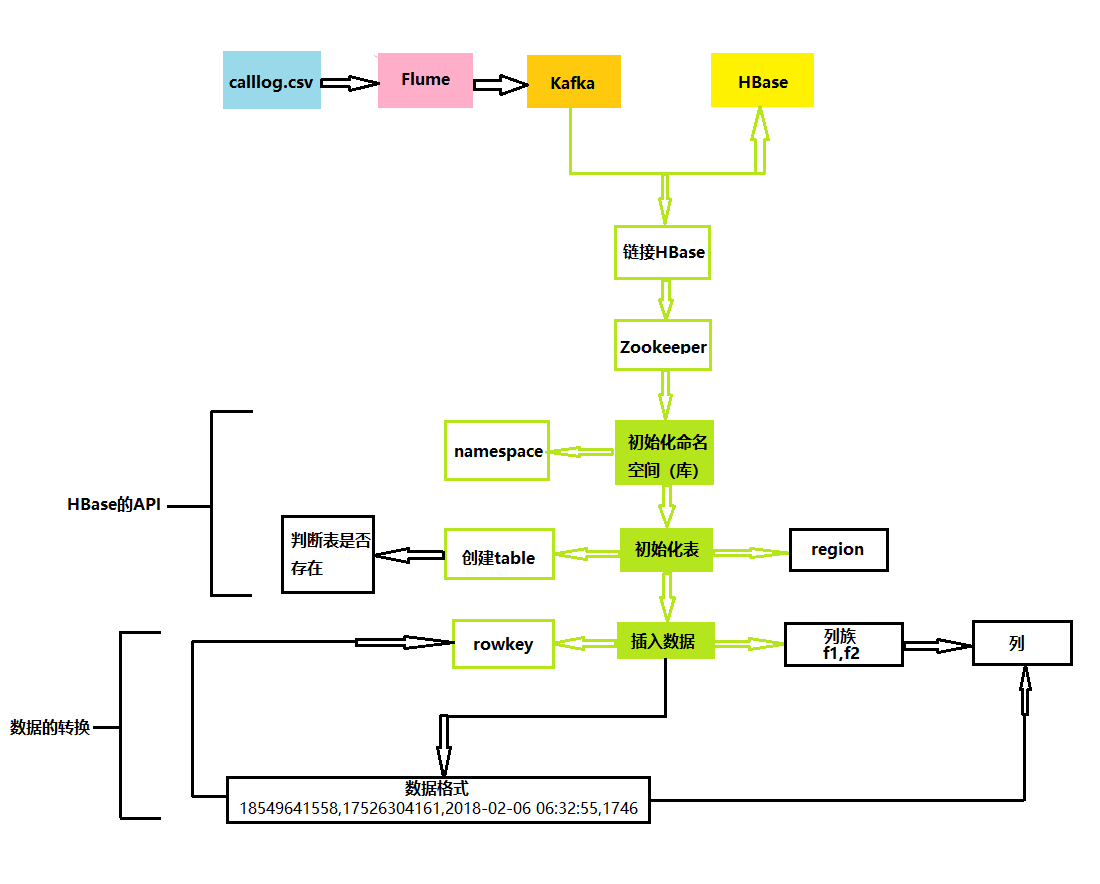 calllog.csv
Flume
Kafka
HBase
链接HBase
Zookeeper
初始化命名
空间（库）
namespace
HBase的API
判断表是否
存在
创建table
初始化表
region
rowkey
插入数据
列族
f1,f2
列
数据的转换
数据格式
18549641558,17526304161,2018-02-06 06:32:55,1746